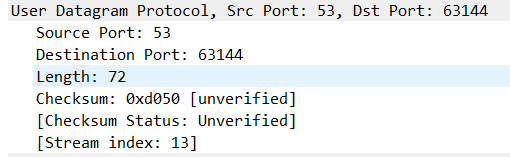 User Datagram Protocol, Src Port: 53, Dst Port: 63144
Source Port: 53
Destination Port: 63144
Length: 72
Checksum: 0xd050 [unverified]
[Checksum Status: Unverified]
[Stream index: 13]